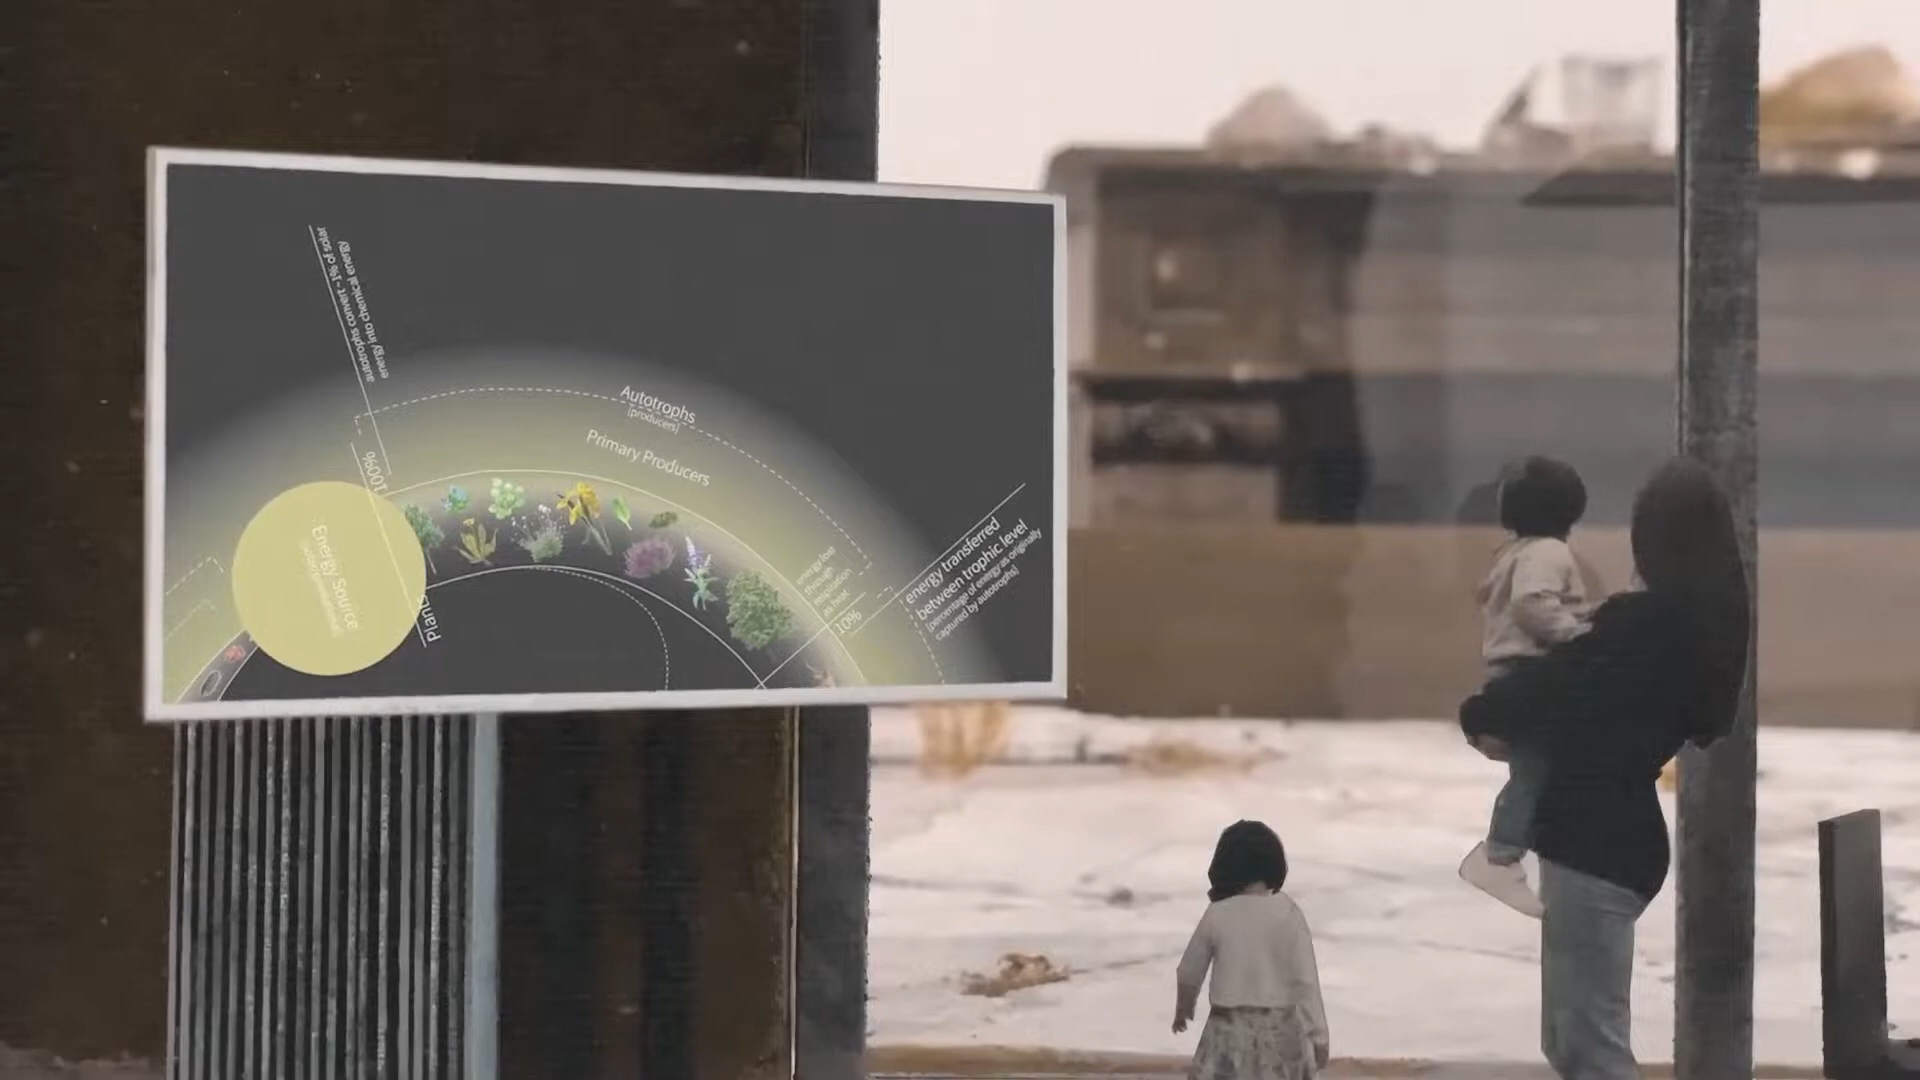 autotrophs convert ~1% of solar
energy into chemical energy
100%
Autotrophs
[producers]
Primary Producers
Energy Source
Plants
energy lost
through
respiration
as heat
10%
energy transferred
between trophic level
[percentage of energy as originally
captured by autotrophs]